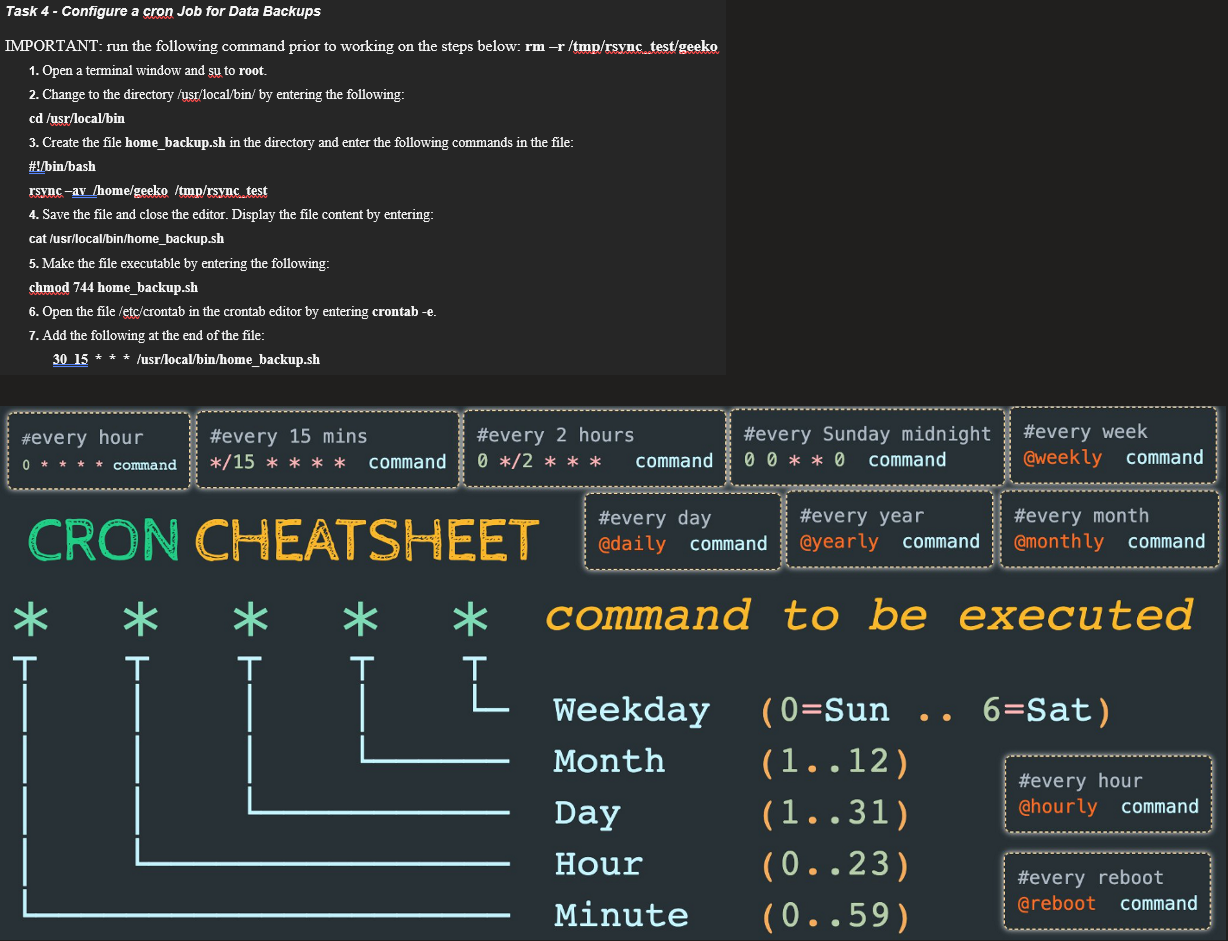 Task 4 - Configure a cron Job for Data Backups
IMPORTANT: run the following command prior to working on the steps below: rm –r /tmp/rsync_test/geeko
1. Open a terminal window and su to root.
2. Change to the directory /usr/local/bin/ by entering the following:
cd /usr/local/bin
3. Create the file home_backup.sh in the directory and enter the following commands in the file:
#!/bin/bash
rsync –av /home/geeko /tmp/rsync_test
4. Save the file and close the editor. Display the file content by entering:
cat /usr/local/bin/home_backup.sh
5. Make the file executable by entering the following:
chmod 744 home_backup.sh
6. Open the file /etc/crontab in the crontab editor by entering crontab -e.
7. Add the following at the end of the file:
30 15 * * * /usr/local/bin/home_backup.sh
#every hour
0 * * * * command
#every 15 mins
*/15 * * * * command
#every 2 hours
0 */2 * * * command
#every Sunday midnight
0 0 * * 0 command
#every week
@weekly command
CRON CHEATSHEET
#every day
@daily command
#every year
@yearly command
#every month
@monthly command
* * * * * command to be executed
Weekday (0=Sun .. 6=Sat)
Month (1..12)
Day (1..31)
Hour (0..23)
Minute (0..59)
#every hour
@hourly command
#every reboot
@reboot command